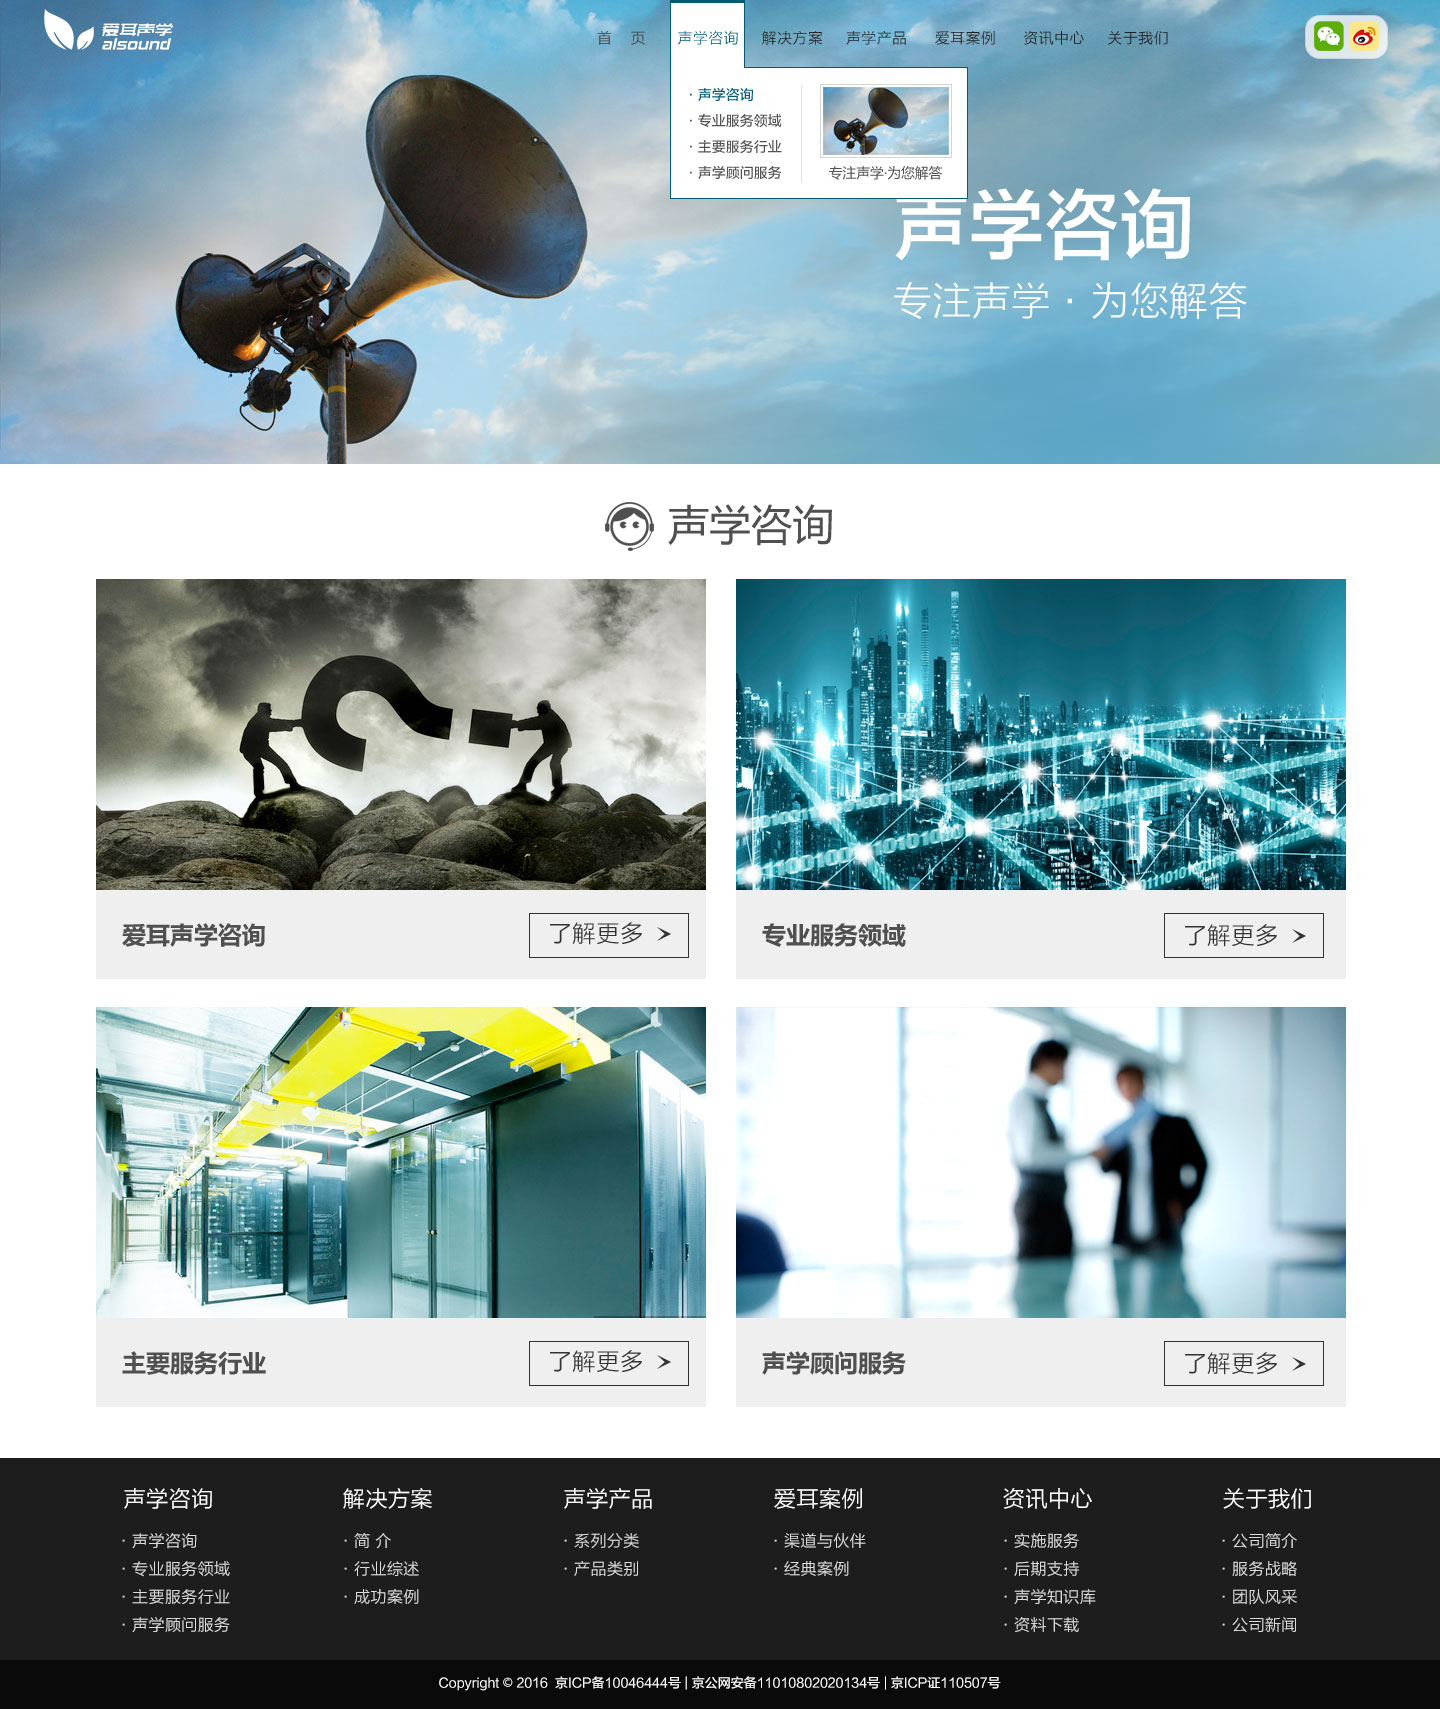 爱耳声学
alsound
首 页 声学咨询 解决方案 声学产品 爱耳案例 资讯中心 关于我们
· 声学咨询
· 专业服务领域
· 主要服务行业
· 声学顾问服务
专注声学·为您解答
声学咨询
专注声学 · 为您解答
声学咨询
爱耳声学咨询
了解更多 >
专业服务领域
了解更多 >
主要服务行业
了解更多 >
声学顾问服务
了解更多 >
声学咨询
· 声学咨询
· 专业服务领域
· 主要服务行业
· 声学顾问服务
解决方案
· 简 介
· 行业综述
· 成功案例
声学产品
· 系列分类
· 产品类别
爱耳案例
· 渠道与伙伴
· 经典案例
资讯中心
· 实施服务
· 后期支持
· 声学知识库
· 资料下载
关于我们
· 公司简介
· 服务战略
· 团队风采
· 公司新闻
Copyright © 2016 京ICP备10046444号 | 京公网安备11010802020134号 | 京ICP证110507号